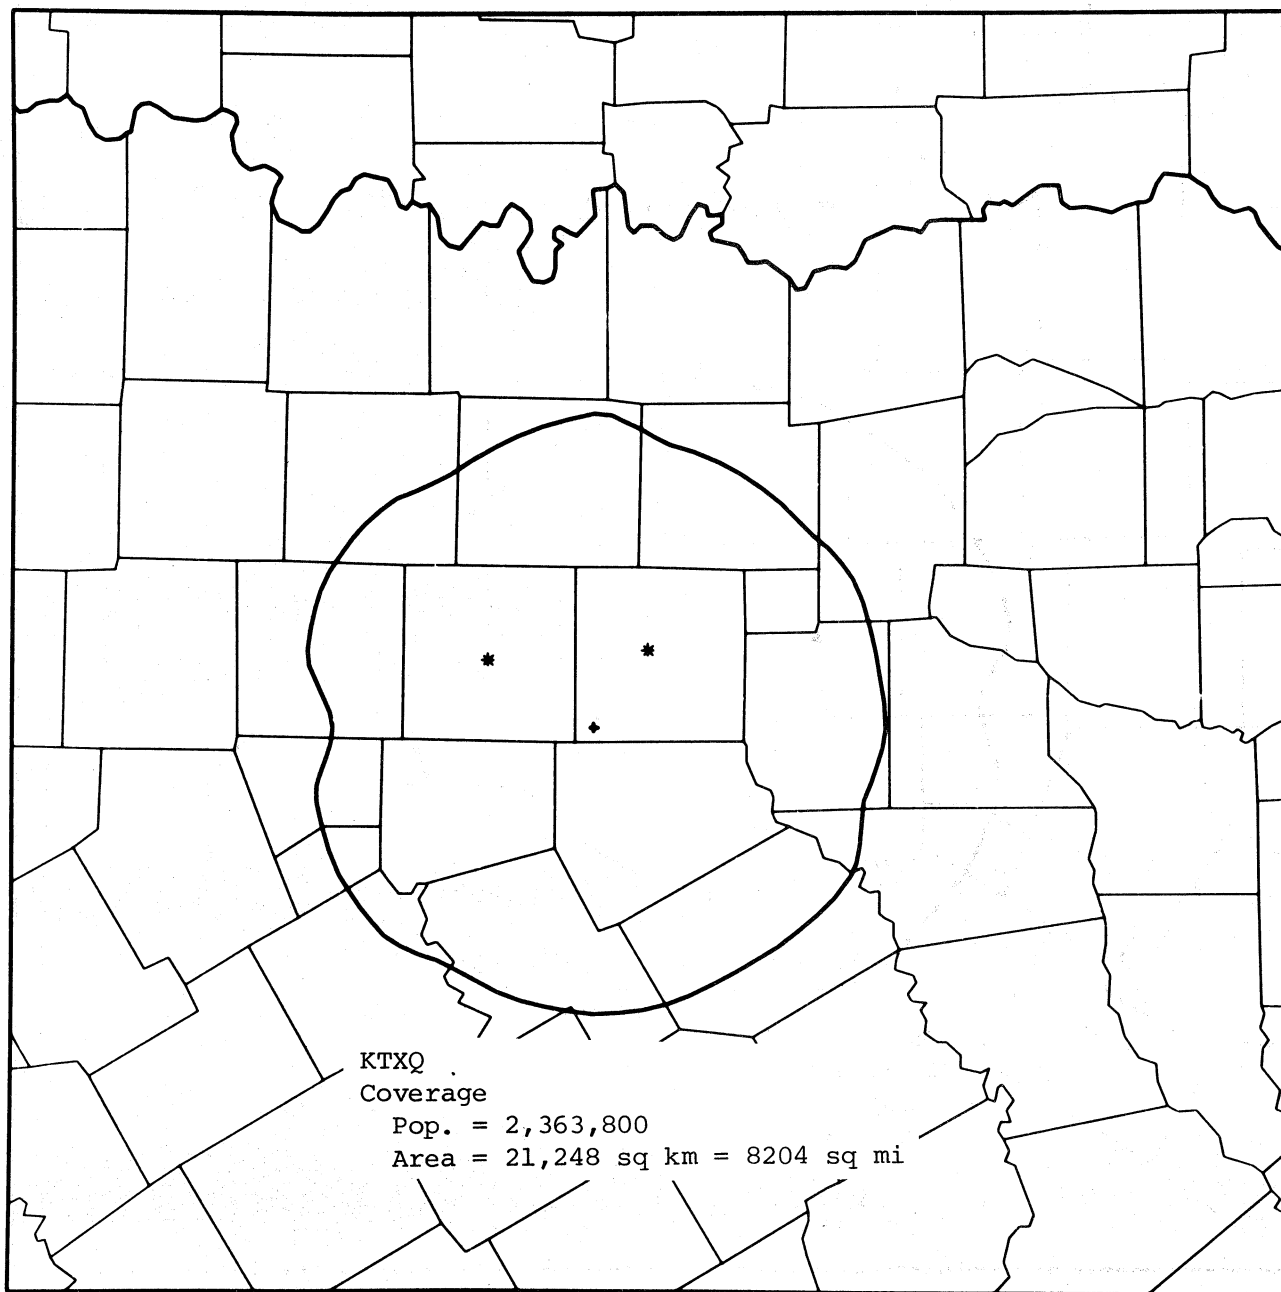 KTXQ
Coverage
Pop. = 2,363,800
Area = 21,248 sq km = 8204 sq mi